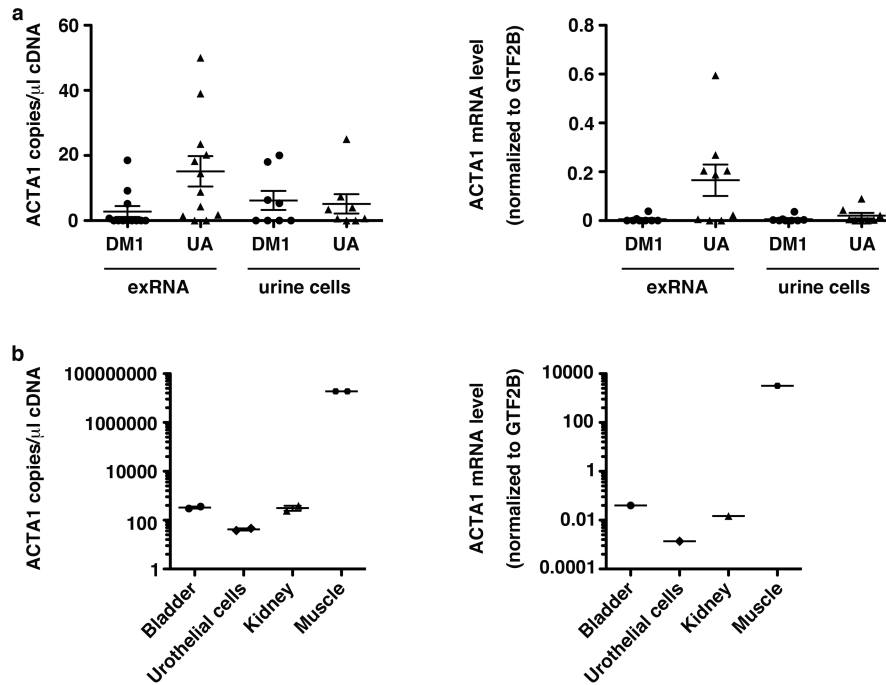 a
ACTA1 copies/µl cDNA
60
40
20
0
DM1 UA DM1 UA
exRNA urine cells
ACTA1 mRNA level
(normalized to GTF2B)
0.8
0.6
0.4
0.2
0
DM1 UA DM1 UA
exRNA urine cells
b
ACTA1 copies/µl cDNA
100000000
1000000
10000
100
1
Bladder
Urothelial cells
Kidney
Muscle
ACTA1 mRNA level
(normalized to GTF2B)
10000
100
1
0.01
0.0001
Bladder
Urothelial cells
Kidney
Muscle